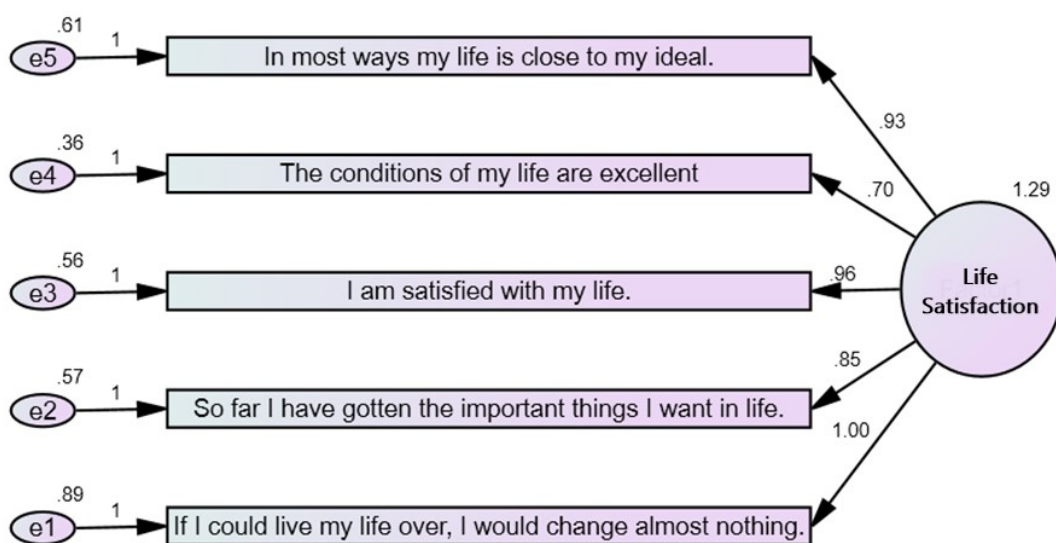 .61
e5
1
In most ways my life is close to my ideal.
.93
.36
e4
1
The conditions of my life are excellent
.70
1.29
.56
e3
1
I am satisfied with my life.
.96
Life
Satisfaction
.57
e2
1
So far I have gotten the important things I want in life.
.85
1.00
.89
e1
1
If I could live my life over, I would change almost nothing.